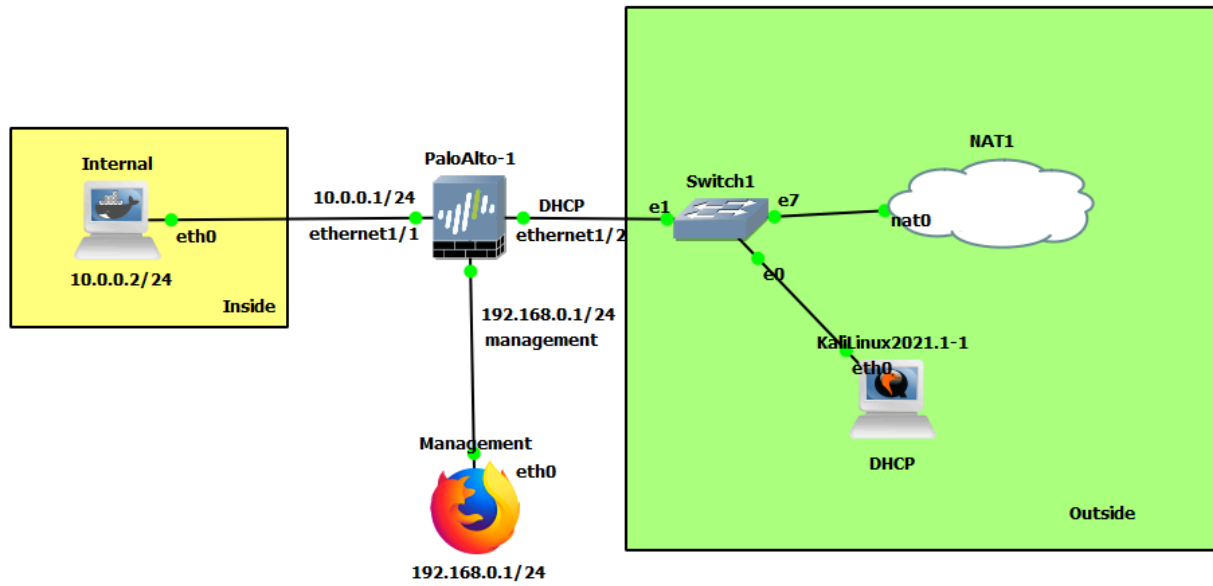 Internal
eth0
10.0.0.2/24
Inside
PaloAlto-1
10.0.0.1/24
ethernet1/1
DHCP
ethernet1/2
192.168.0.1/24
management
Management
eth0
192.168.0.1/24
Switch1
e1
e7
e0
NAT1
nat0
KaliLinux2021.1-1
eth0
DHCP
Outside